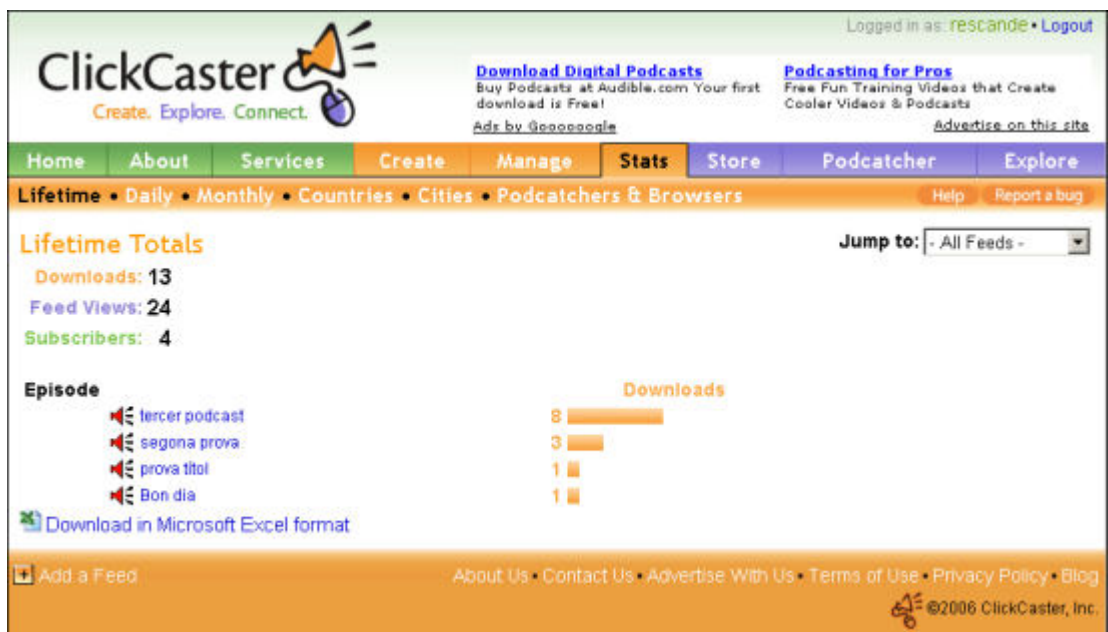 Logged in as: rescande • Logout
ClickCaster
Create. Explore. Connect.
Download Digital Podcasts
Buy Podcasts at Audible.com Your first
download is Free!
Ads by Goooooogle
Podcasting for Pros
Free Fun Training Videos that Create
Cooler Videos & Podcasts
Advertise on this site
Home About Services Create Manage Stats Store Podcatcher Explore
Lifetime • Daily • Monthly • Countries • Cities • Podcatchers & Browsers Help Report a bug
Lifetime Totals
Jump to: - All Feeds -
Downloads: 13
Feed Views: 24
Subscribers: 4
Episode Downloads
tercer podcast 8
segona prova 3
prova títol 1
Bon dia 1
Download in Microsoft Excel format
Add a Feed
About Us • Contact Us • Advertise With Us • Terms of Use • Privacy Policy • Blog
©2006 ClickCaster, Inc.